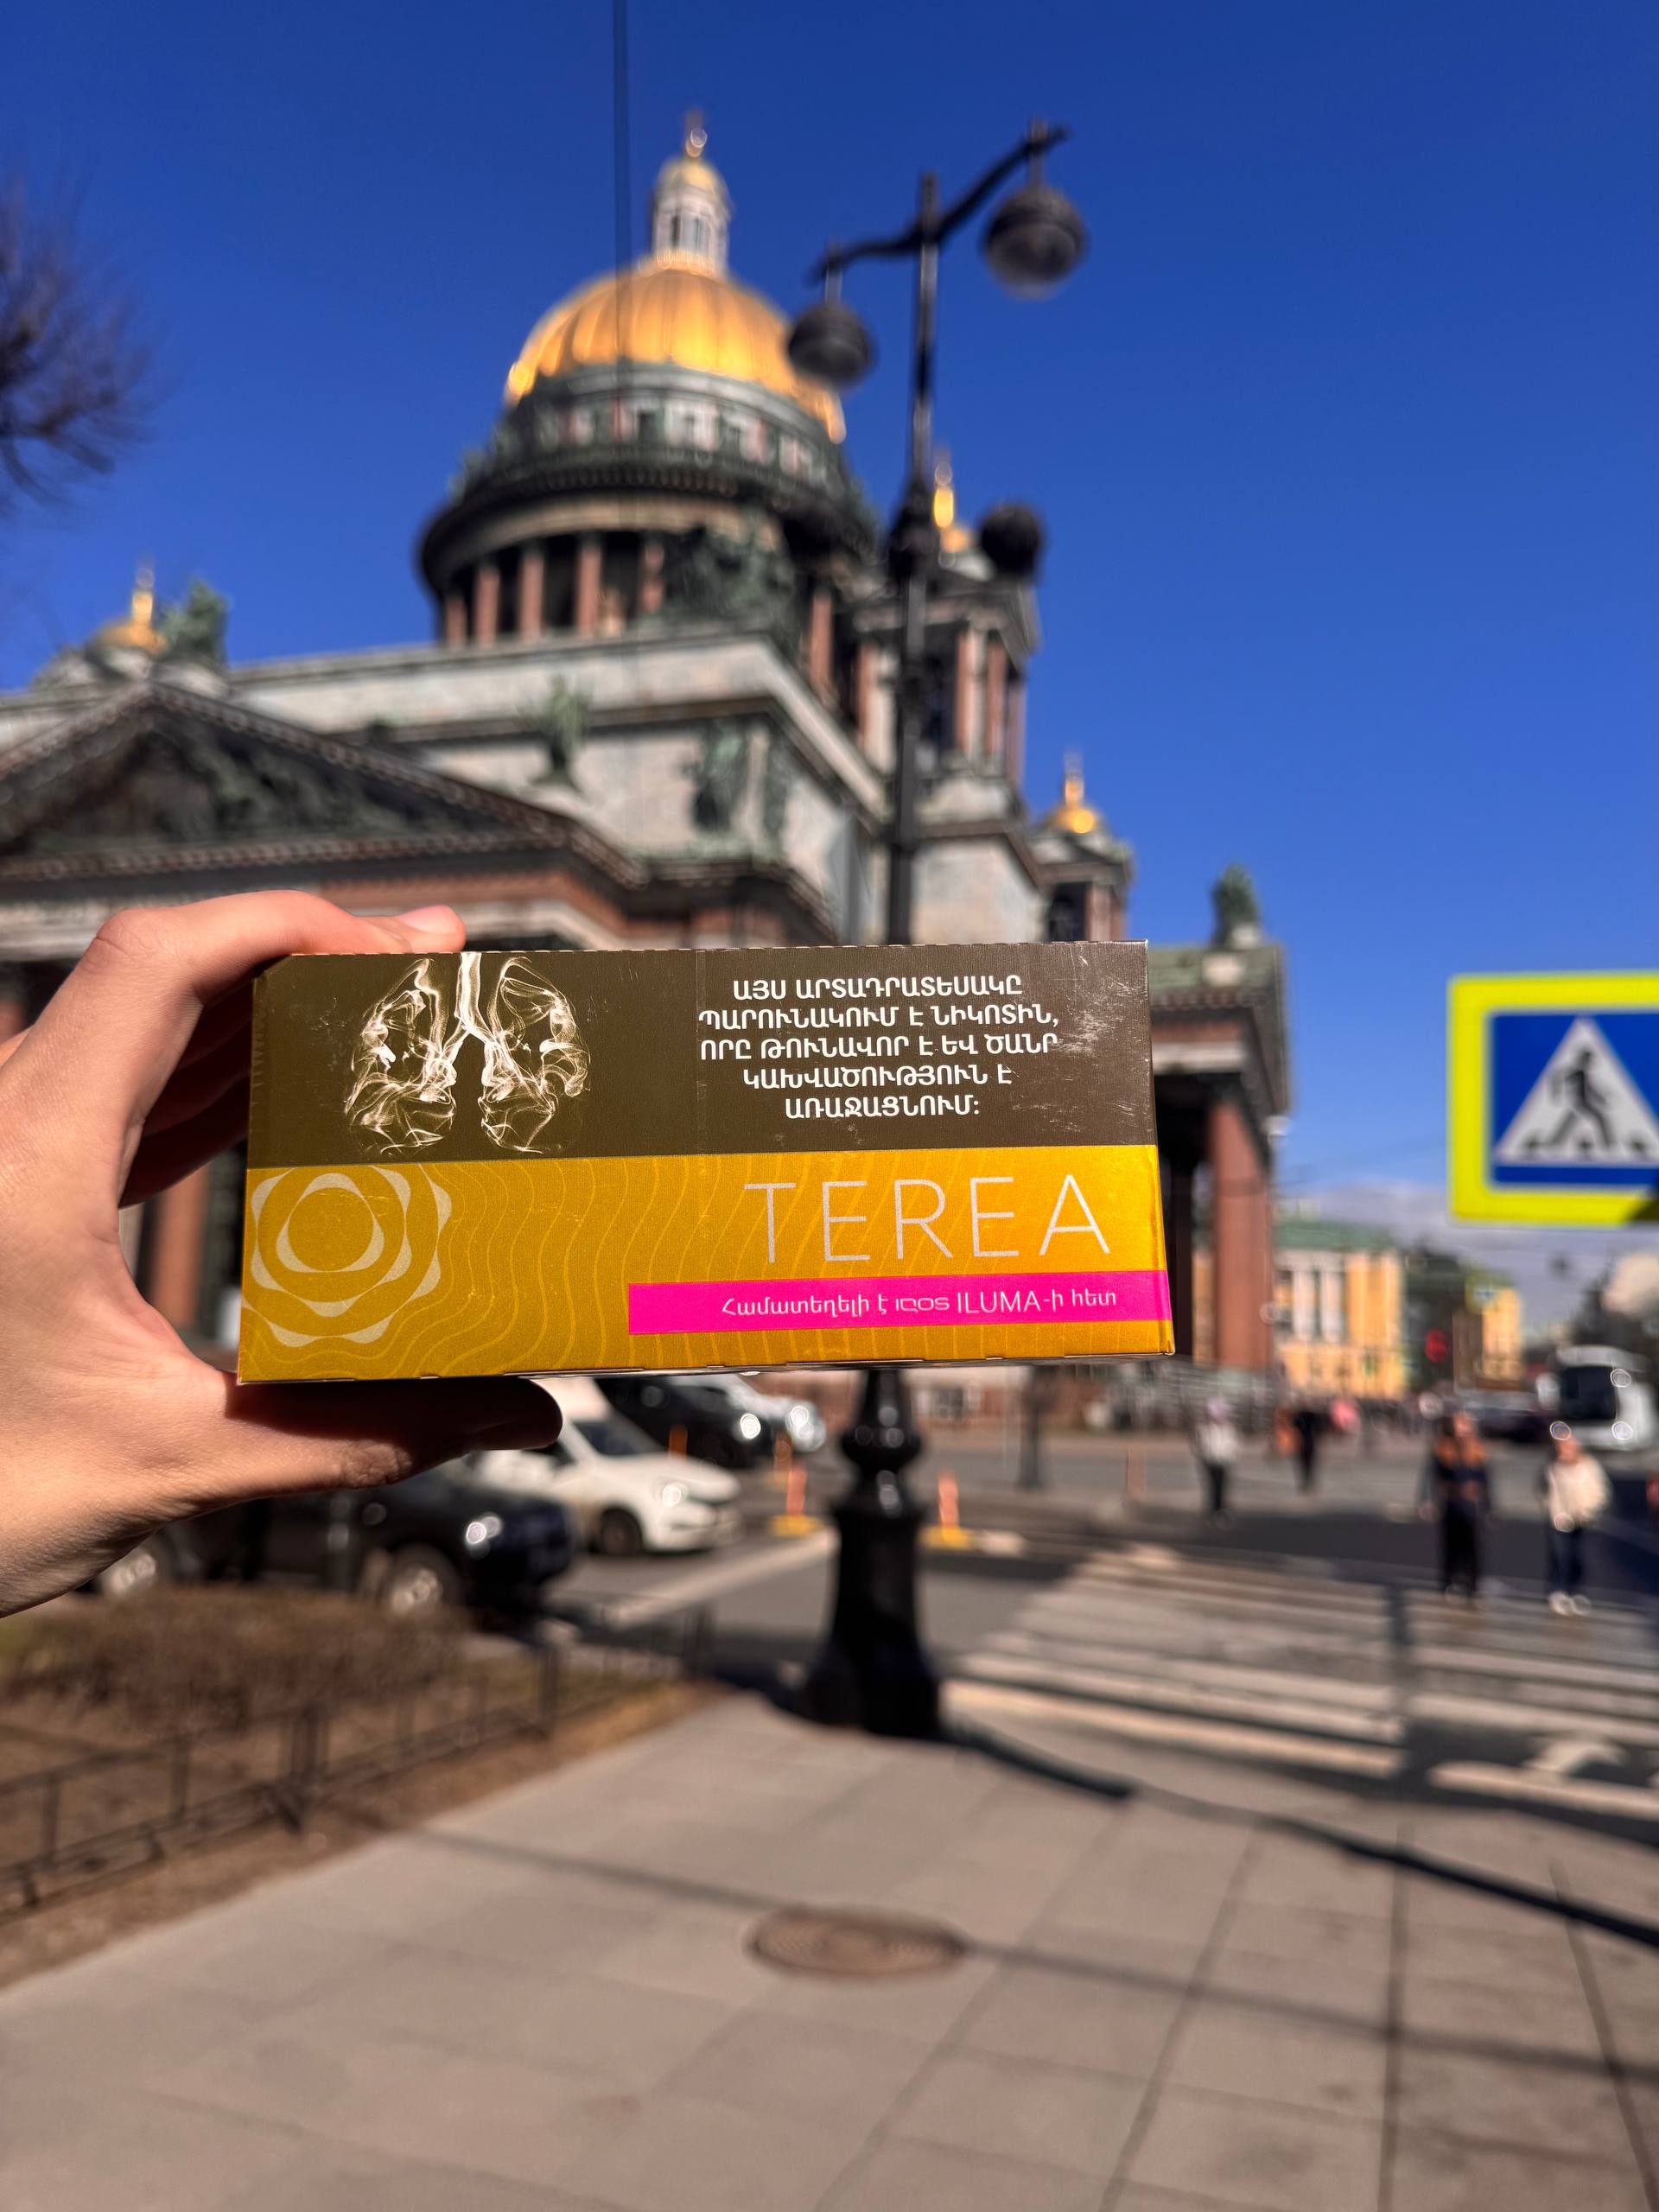 ԱՅՍ ԱՐՏԱԴՐԱՏԵՍԱԿԸ
ՊԱՐՈՒՆԱԿՈՒՄ Է ՆԻԿՈՏԻՆ,
ՈՐԸ ԹՈՒՆԱՎՈՐ Է ԵՎ ԾԱՆՐ
ԿԱԽՎԱԾՈՒԹՅՈՒՆ Է
ԱՌԱՋԱՑՆՈՒՄ:
TEREA
Համատեղելի է IQOS ILUMA-ի հետ